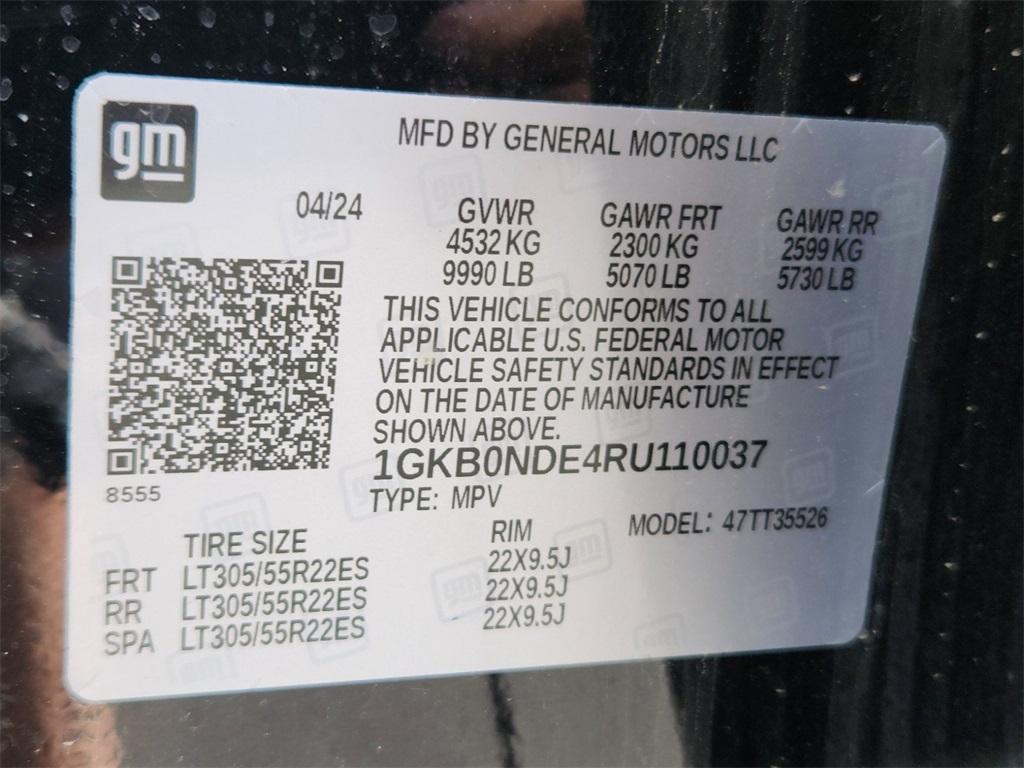 gm
MFD BY GENERAL MOTORS LLC
04/24 GVWR GAWR FRT GAWR RR
4532 KG 2300 KG 2599 KG
9990 LB 5070 LB 5730 LB
THIS VEHICLE CONFORMS TO ALL
APPLICABLE U.S. FEDERAL MOTOR
VEHICLE SAFETY STANDARDS IN EFFECT
ON THE DATE OF MANUFACTURE
SHOWN ABOVE.
1GKB0NDE4RU110037
8555
TYPE: MPV
MODEL: 47TT35526
TIRE SIZE RIM
FRT LT305/55R22ES 22X9.5J
RR LT305/55R22ES 22X9.5J
SPA LT305/55R22ES 22X9.5J